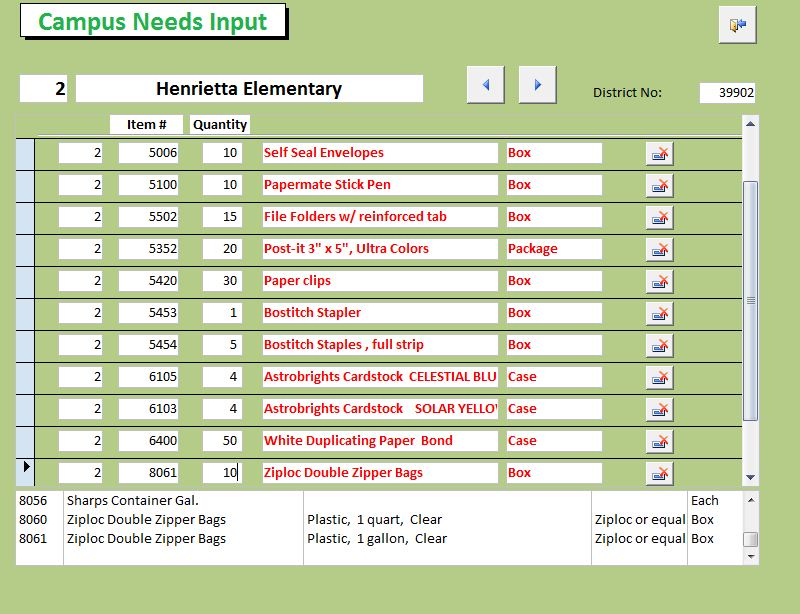 Campus Needs Input
2 Henrietta Elementary District No: 39902
Item # Quantity
2 5006 10 Self Seal Envelopes Box
2 5100 10 Papermate Stick Pen Box
2 5502 15 File Folders w/ reinforced tab Box
2 5352 20 Post-it 3" x 5", Ultra Colors Package
2 5420 30 Paper clips Box
2 5453 1 Bostitch Stapler Box
2 5454 5 Bostitch Staples , full strip Box
2 6105 4 Astrobrights Cardstock CELESTIAL BLU Case
2 6103 4 Astrobrights Cardstock SOLAR YELLOV Case
2 6400 50 White Duplicating Paper Bond Case
2 8061 10 Ziploc Double Zipper Bags Box
8056 Sharps Container Gal. Each
8060 Ziploc Double Zipper Bags Plastic, 1 quart, Clear Ziploc or equal Box
8061 Ziploc Double Zipper Bags Plastic, 1 gallon, Clear Ziploc or equal Box